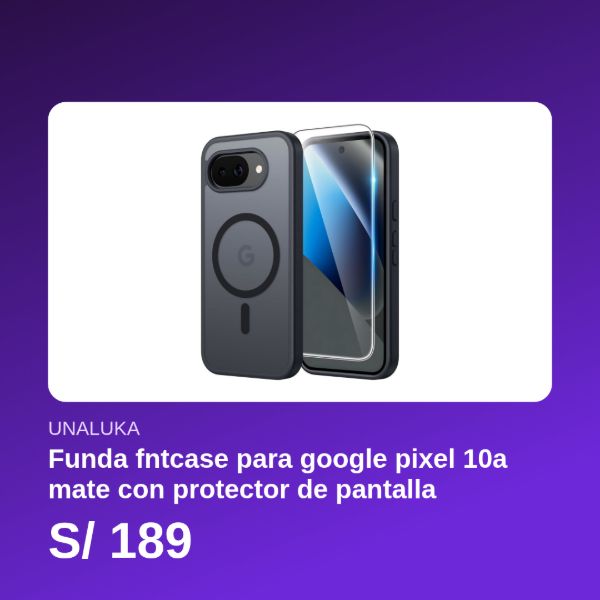 G
UNALUKA
Funda fntcase para google pixel 10a
mate con protector de pantalla
S/ 189